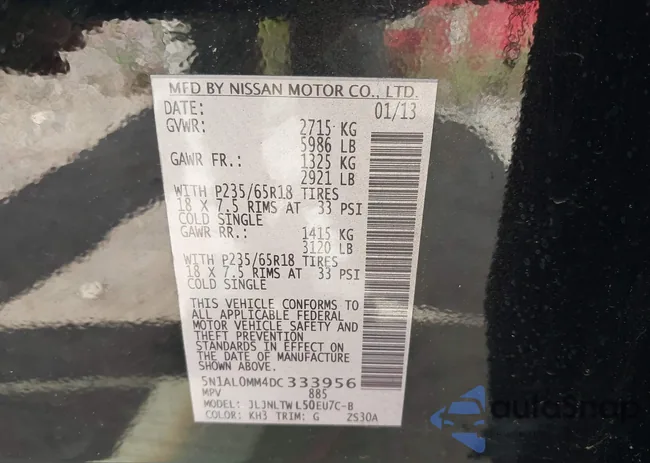 MFD BY NISSAN MOTOR CO., LTD.
DATE: 01/13
GVWR: 2715 KG
5986 LB
GAWR FR.: 1325 KG
2921 LB
WITH P235/65R18 TIRES
18 X 7.5 RIMS AT 33 PSI
COLD SINGLE
GAWR RR.: 1415 KG
3120 LB
WITH P235/65R18 TIRES
18 X 7.5 RIMS AT 33 PSI
COLD SINGLE
THIS VEHICLE CONFORMS TO
ALL APPLICABLE FEDERAL
MOTOR VEHICLE SAFETY AND
THEFT PREVENTION
STANDARDS IN EFFECT ON
THE DATE OF MANUFACTURE
SHOWN ABOVE.
5N1AL0MM4DC333956
MPV 885
MODEL: JLJNLTWL50EU7C-B
COLOR: KH3 TRIM: G ZS30A
autosnap